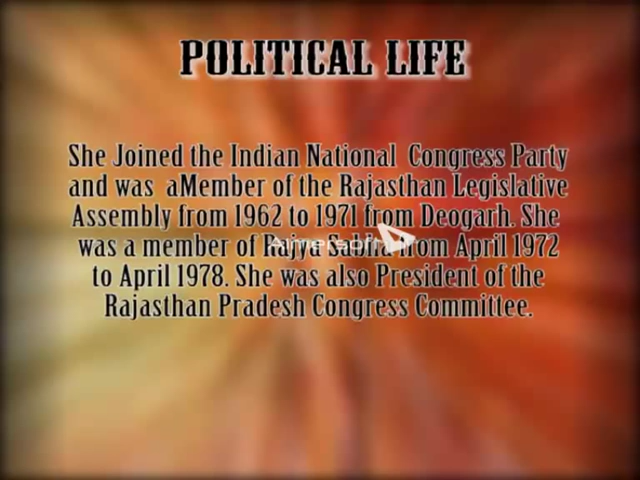 POLITICAL LIFE
She Joined the Indian National Congress Party
and was aMember of the Rajasthan Legislative
Assembly from 1962 to 1971 from Deogarh. She
was a member of Rajya Sabha from April 1972
to April 1978. She was also President of the
Rajasthan Pradesh Congress Committee.
Aimersoft